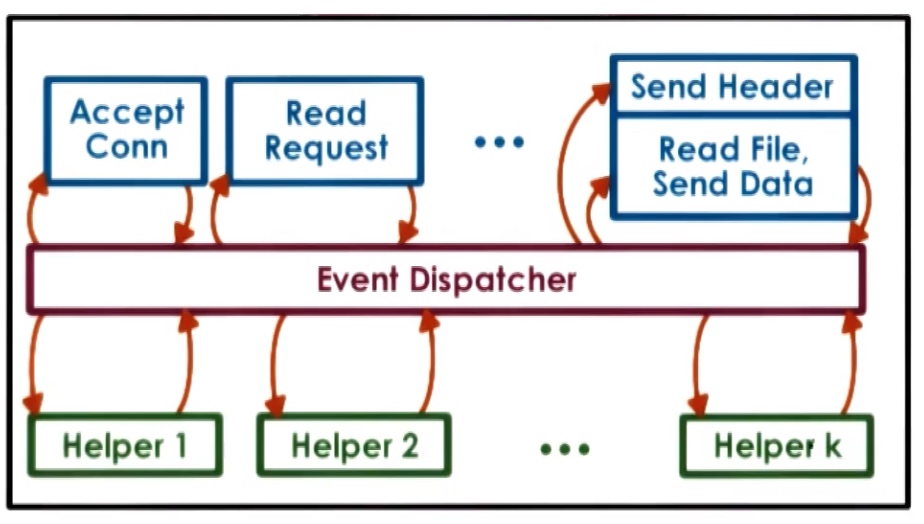 Accept
Conn
Read
Request
...
Send Header
Read File,
Send Data
Event Dispatcher
Helper 1
Helper 2
...
Helper k